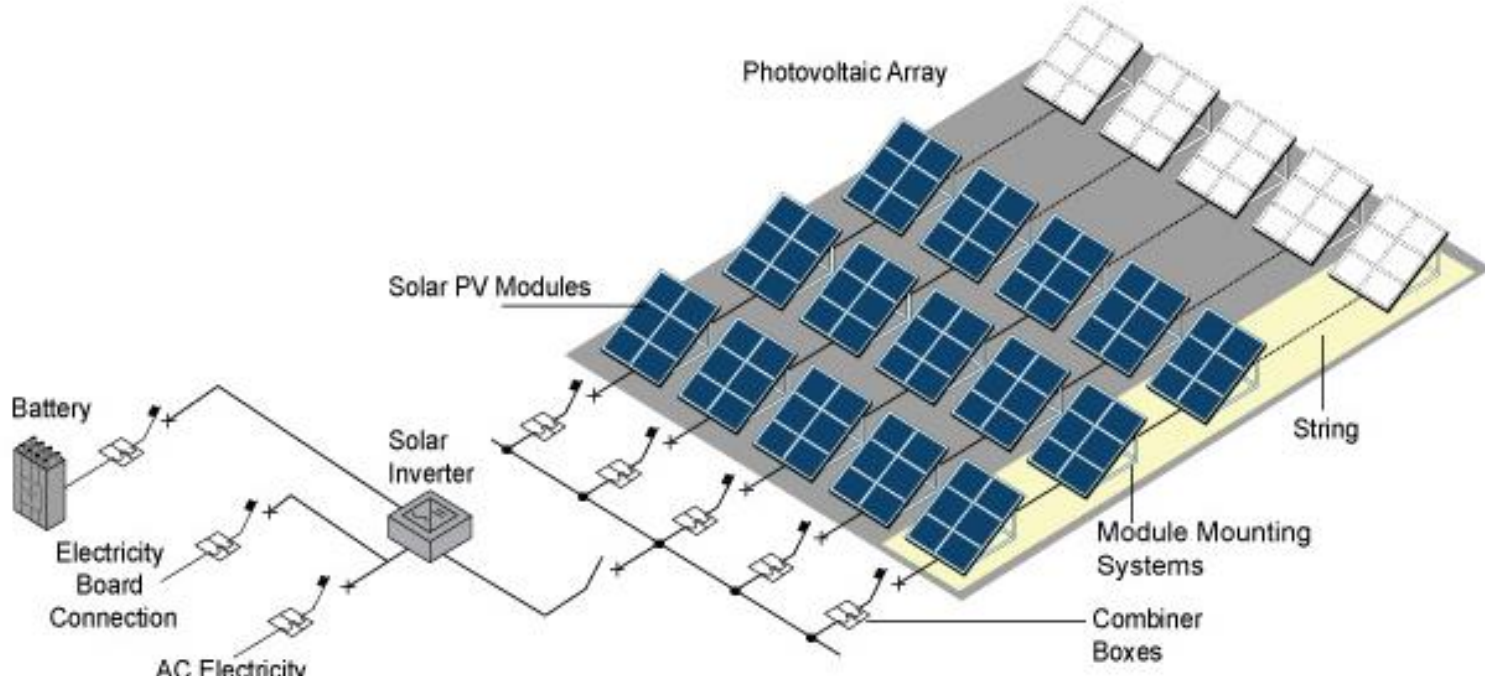 Photovoltaic Array
Solar PV Modules
Battery
Solar
Inverter
String
Electricity
Board
Connection
Module Mounting
Systems
Combiner
Boxes
AC Electricity